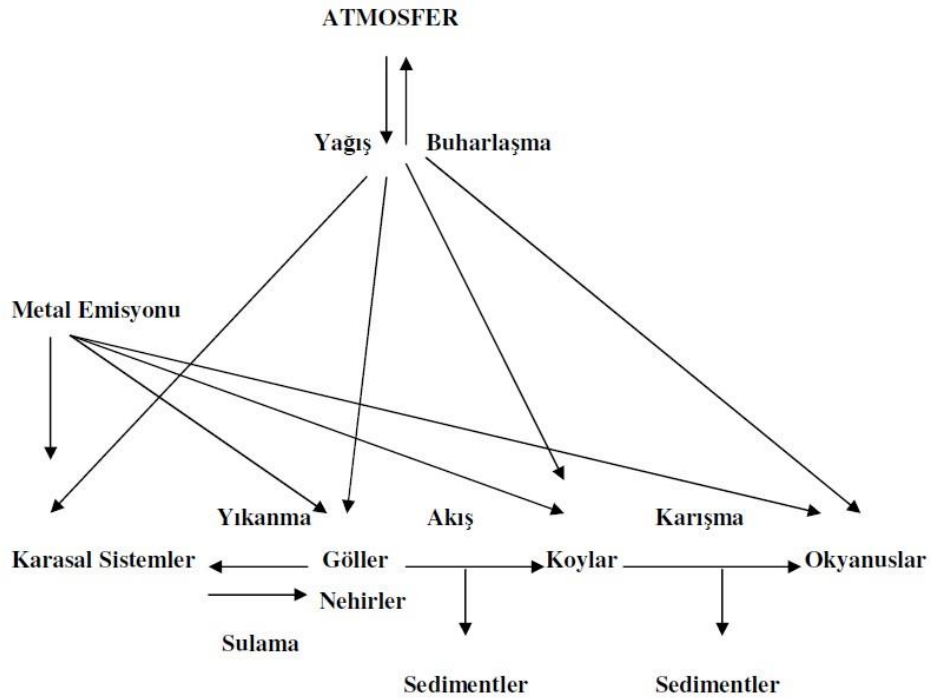 ATMOSFER
Yağış Buharlaşma
Metal Emisyonu
Yıkanma Akış Karışma
Karasal Sistemler Göller Koylar Okyanuslar
Nehirler
Sulama
Sedimentler Sedimentler